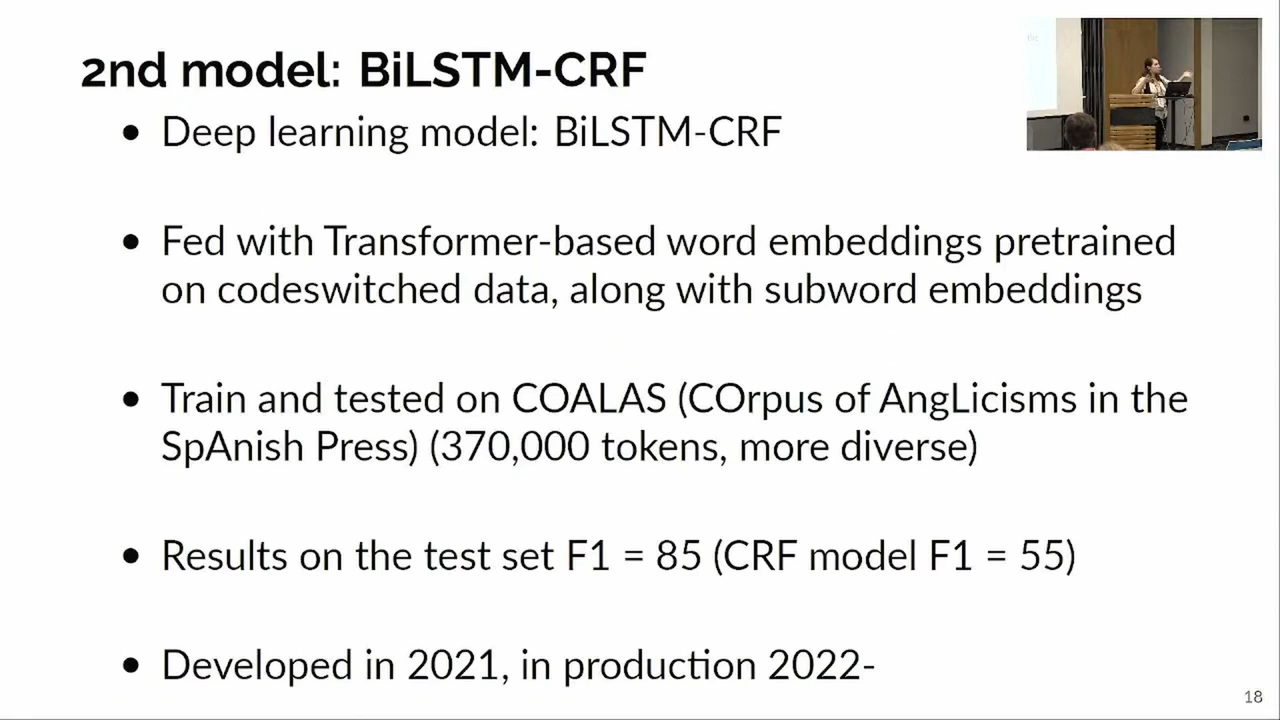 2nd model: BiLSTM-CRF
• Deep learning model: BiLSTM-CRF
• Fed with Transformer-based word embeddings pretrained
on codeswitched data, along with subword embeddings
• Train and tested on COALAS (COrpus of AngLicisms in the
SpAnish Press) (370,000 tokens, more diverse)
• Results on the test set F1 = 85 (CRF model F1 = 55)
• Developed in 2021, in production 2022-
18